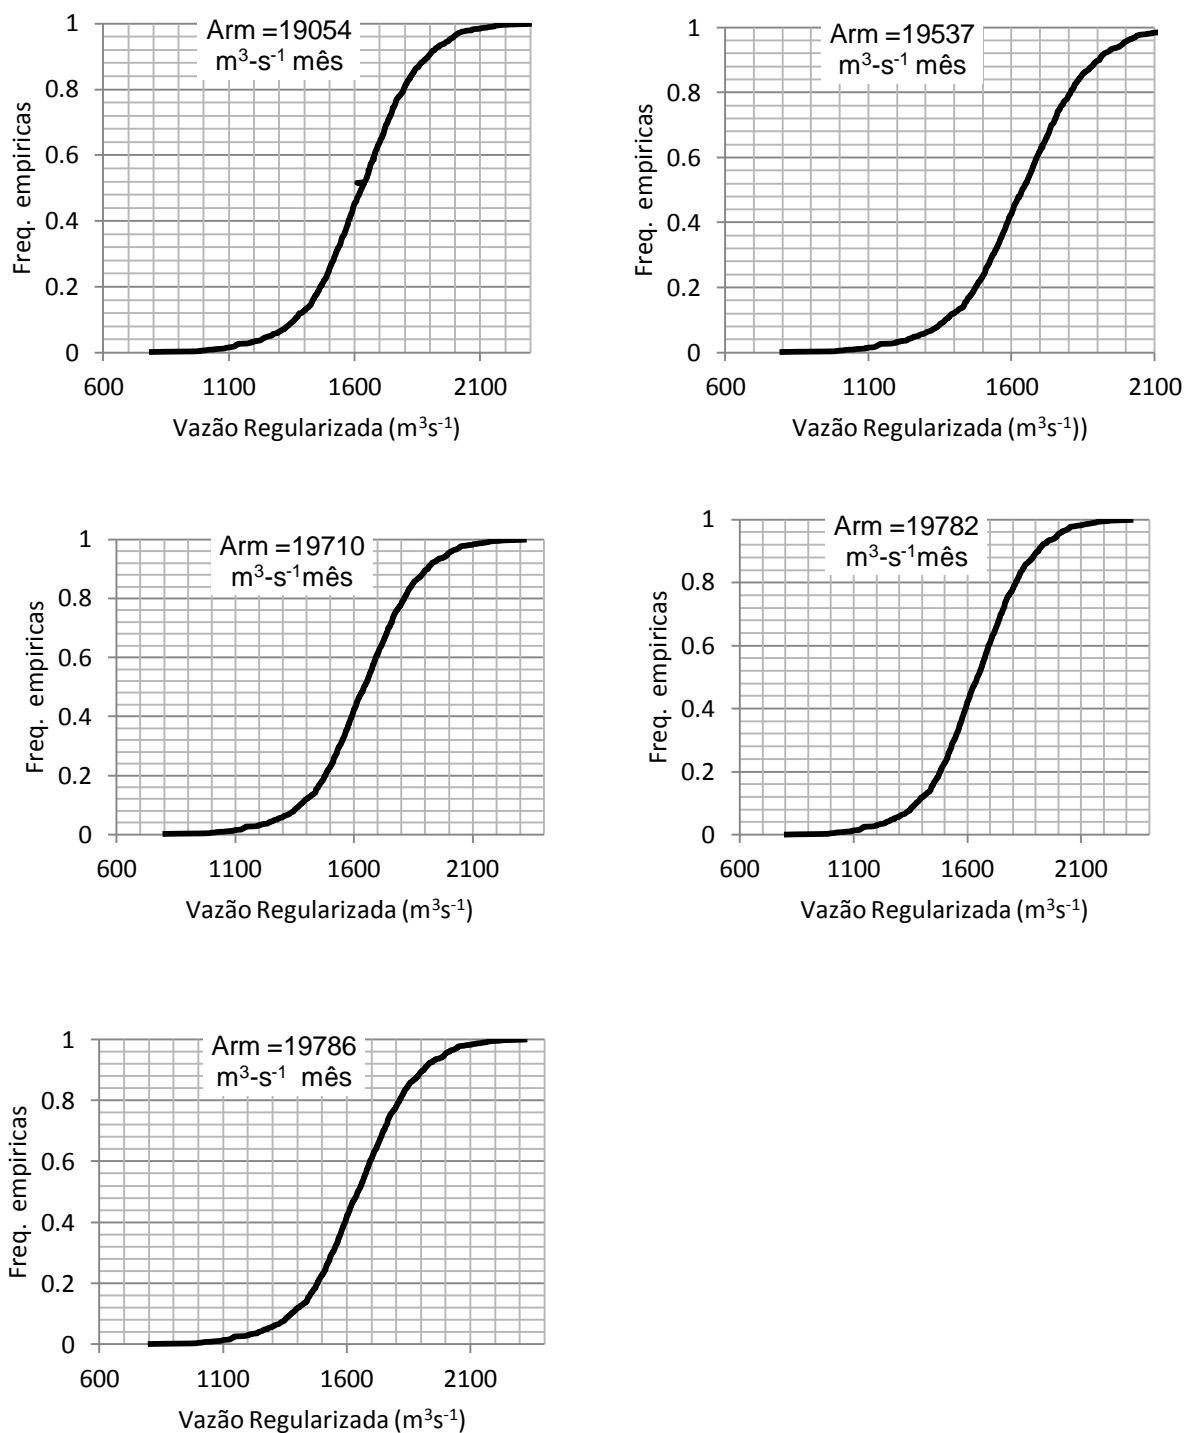 Arm =19054
m³-s⁻¹ mês
Freq. empiricas
1
0.8
0.6
0.4
0.2
0
600 1100 1600 2100
Vazão Regularizada (m³s⁻¹)
Arm =19537
m³-s⁻¹ mês
Freq. empiricas
1
0.8
0.6
0.4
0.2
0
600 1100 1600 2100
Vazão Regularizada (m³s⁻¹))
Arm =19710
m³-s⁻¹mês
Freq. empiricas
1
0.8
0.6
0.4
0.2
0
600 1100 1600 2100
Vazão Regularizada (m³s⁻¹)
Arm =19782
m³-s⁻¹mês
Freq. empiricas
1
0.8
0.6
0.4
0.2
0
600 1100 1600 2100
Vazão Regularizada (m³s⁻¹)
Arm =19786
m³-s⁻¹ mês
Freq. empiricas
1
0.8
0.6
0.4
0.2
0
600 1100 1600 2100
Vazão Regularizada (m³s⁻¹)